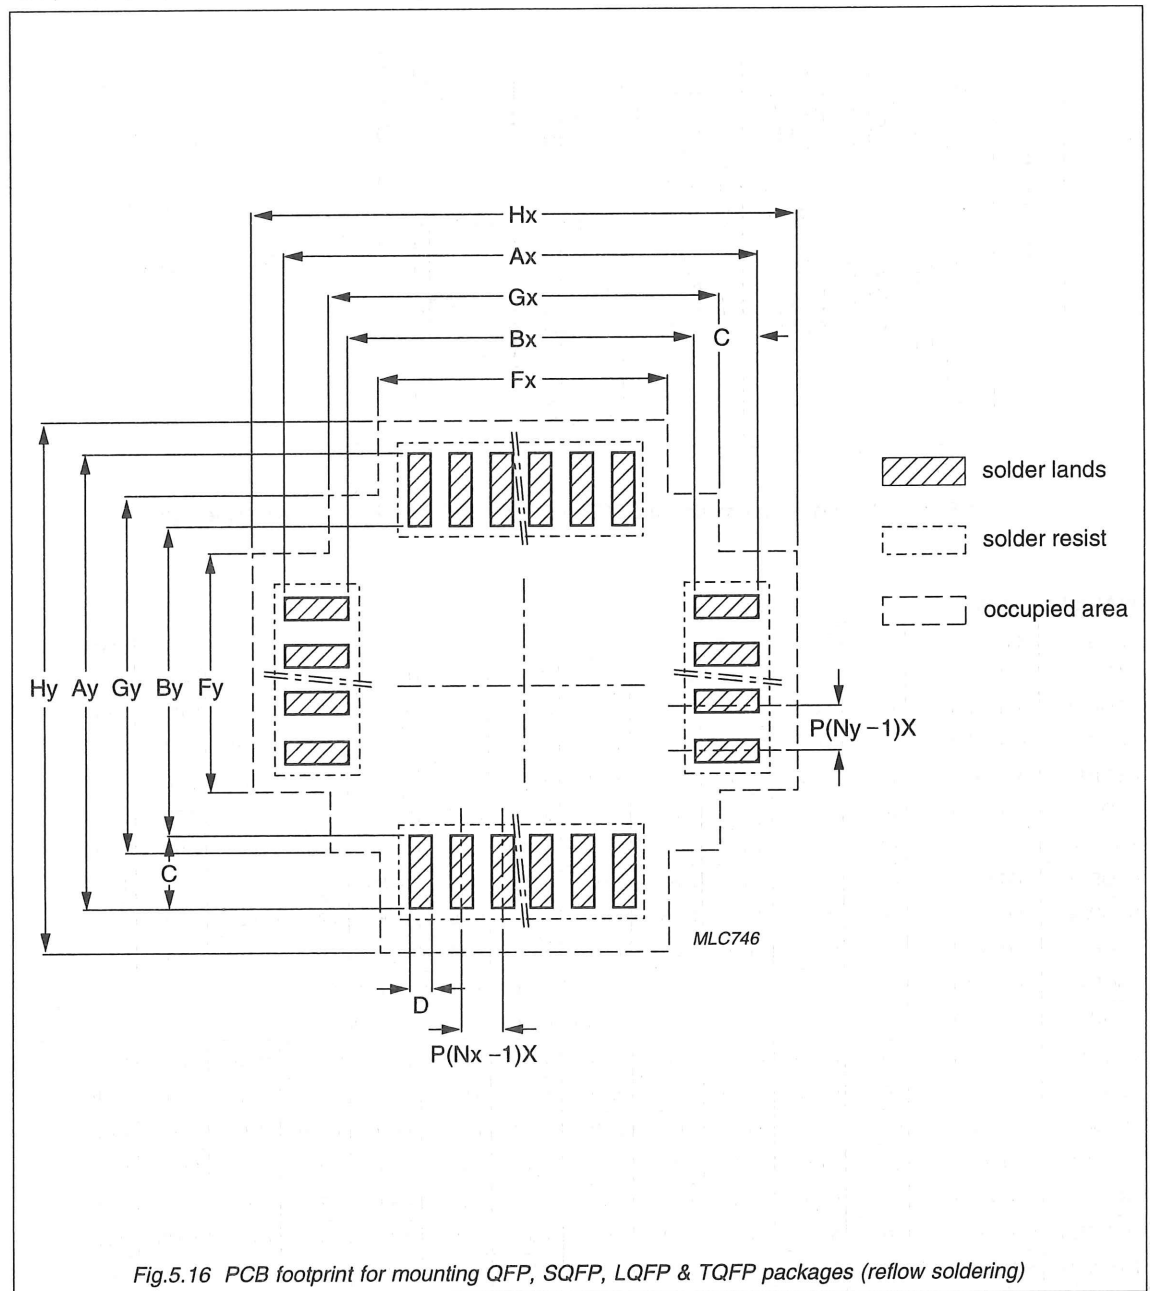 Hx
Ax
Gx
Bx
C
Fx
solder lands
solder resist
occupied area
Hy Ay Gy By Fy
P(Ny –1)X
C
MLC746
D
P(Nx –1)X
Fig.5.16 PCB footprint for mounting QFP, SQFP, LQFP & TQFP packages (reflow soldering)